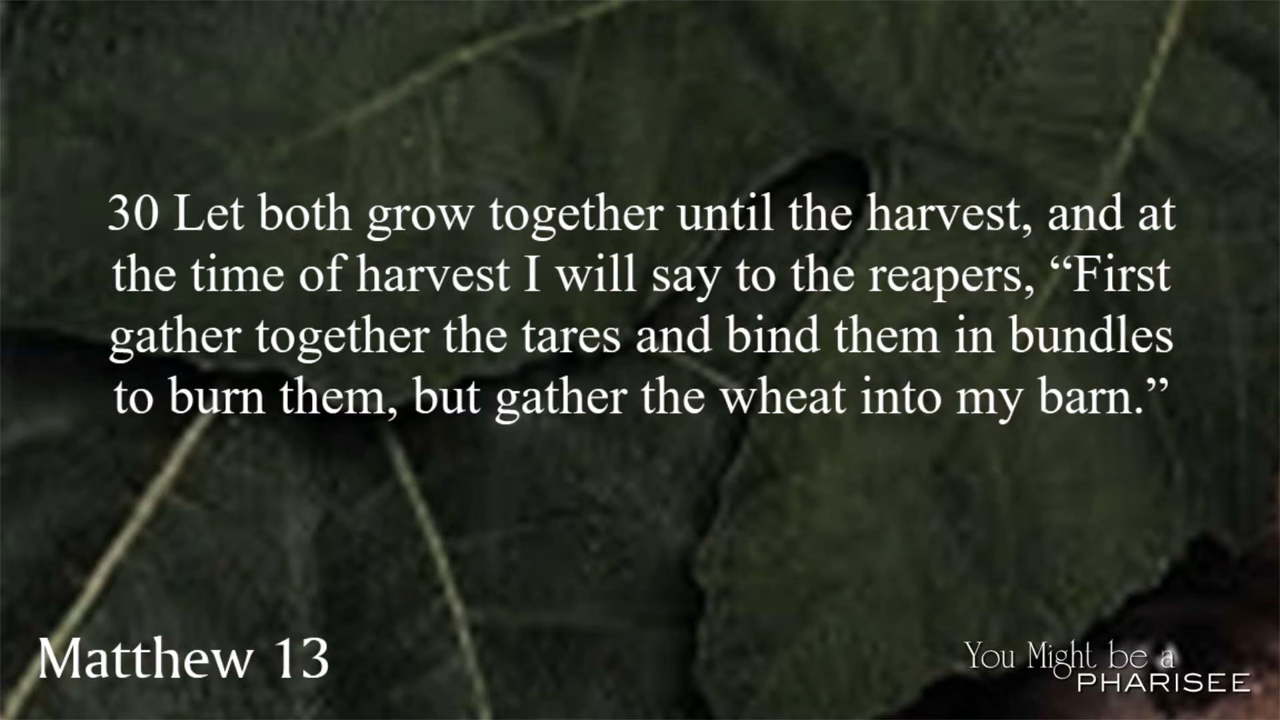 30 Let both grow together until the harvest, and at
the time of harvest I will say to the reapers, “First
gather together the tares and bind them in bundles
to burn them, but gather the wheat into my barn.”
Matthew 13
You Might be a
PHARISEE